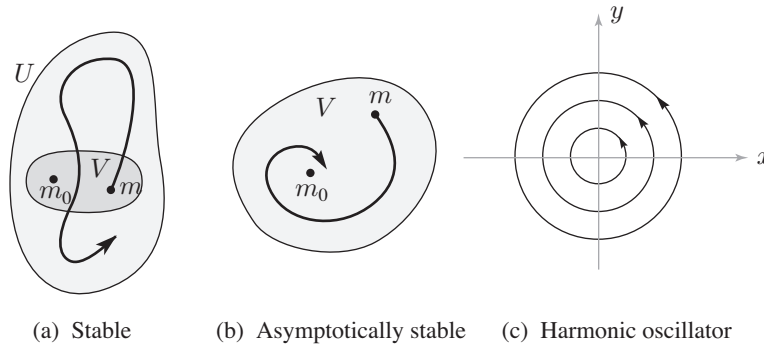 U
V
m₀
m
V
m
m₀
y
x
(a) Stable
(b) Asymptotically stable
(c) Harmonic oscillator